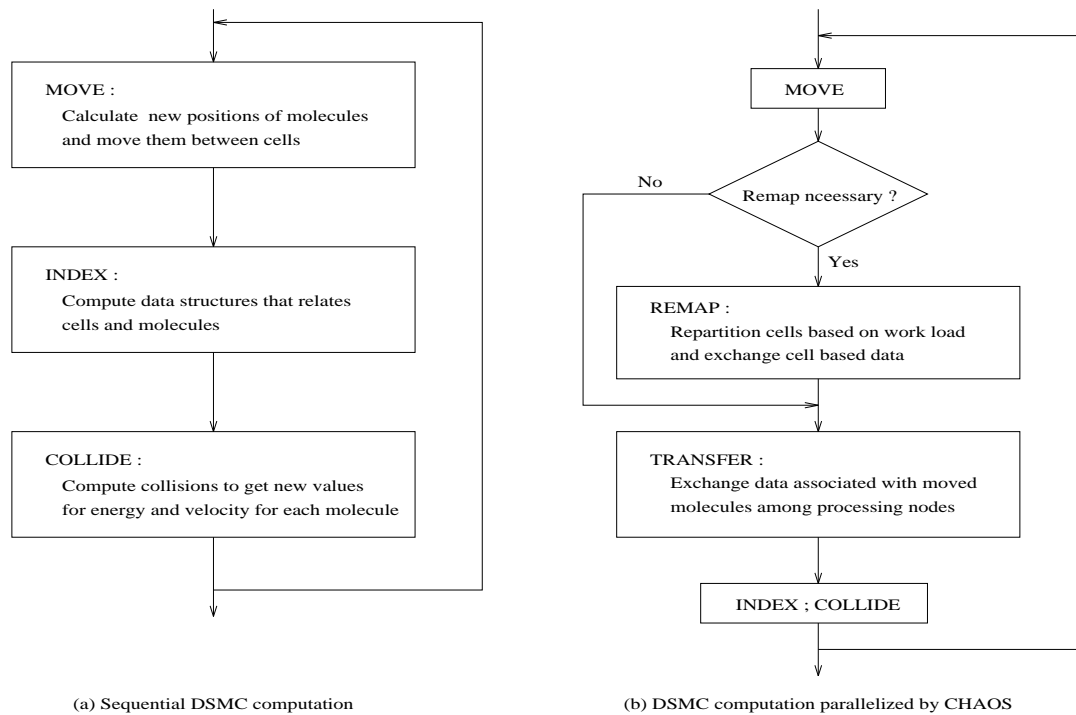 MOVE :
Calculate new positions of molecules
and move them between cells
INDEX :
Compute data structures that relates
cells and molecules
COLLIDE :
Compute collisions to get new values
for energy and velocity for each molecule
(a) Sequential DSMC computation
MOVE
Remap nceessary ?
No
Yes
REMAP :
Repartition cells based on work load
and exchange cell based data
TRANSFER :
Exchange data associated with moved
molecules among processing nodes
INDEX ; COLLIDE
(b) DSMC computation parallelized by CHAOS